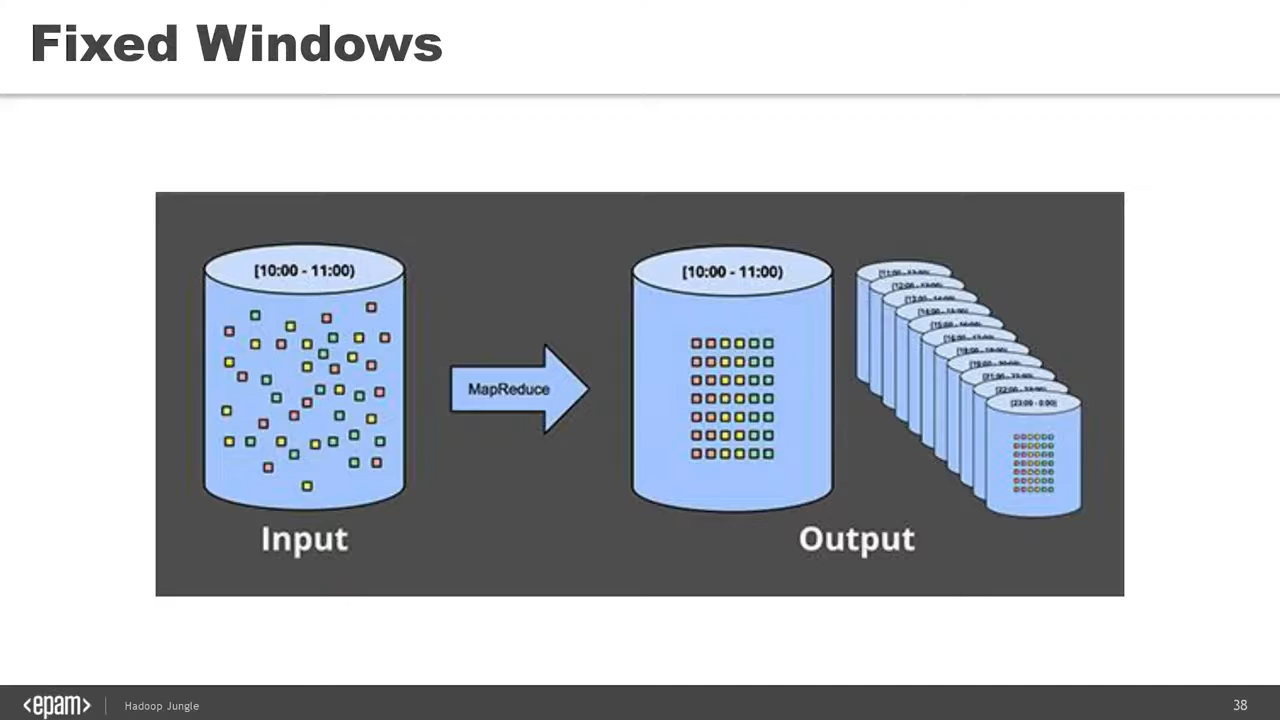 Fixed Windows
[10:00 - 11:00)
MapReduce
[10:00 - 11:00)
[23:00 - 0:00)
Input
Output
<epam>
Hadoop Jungle
38